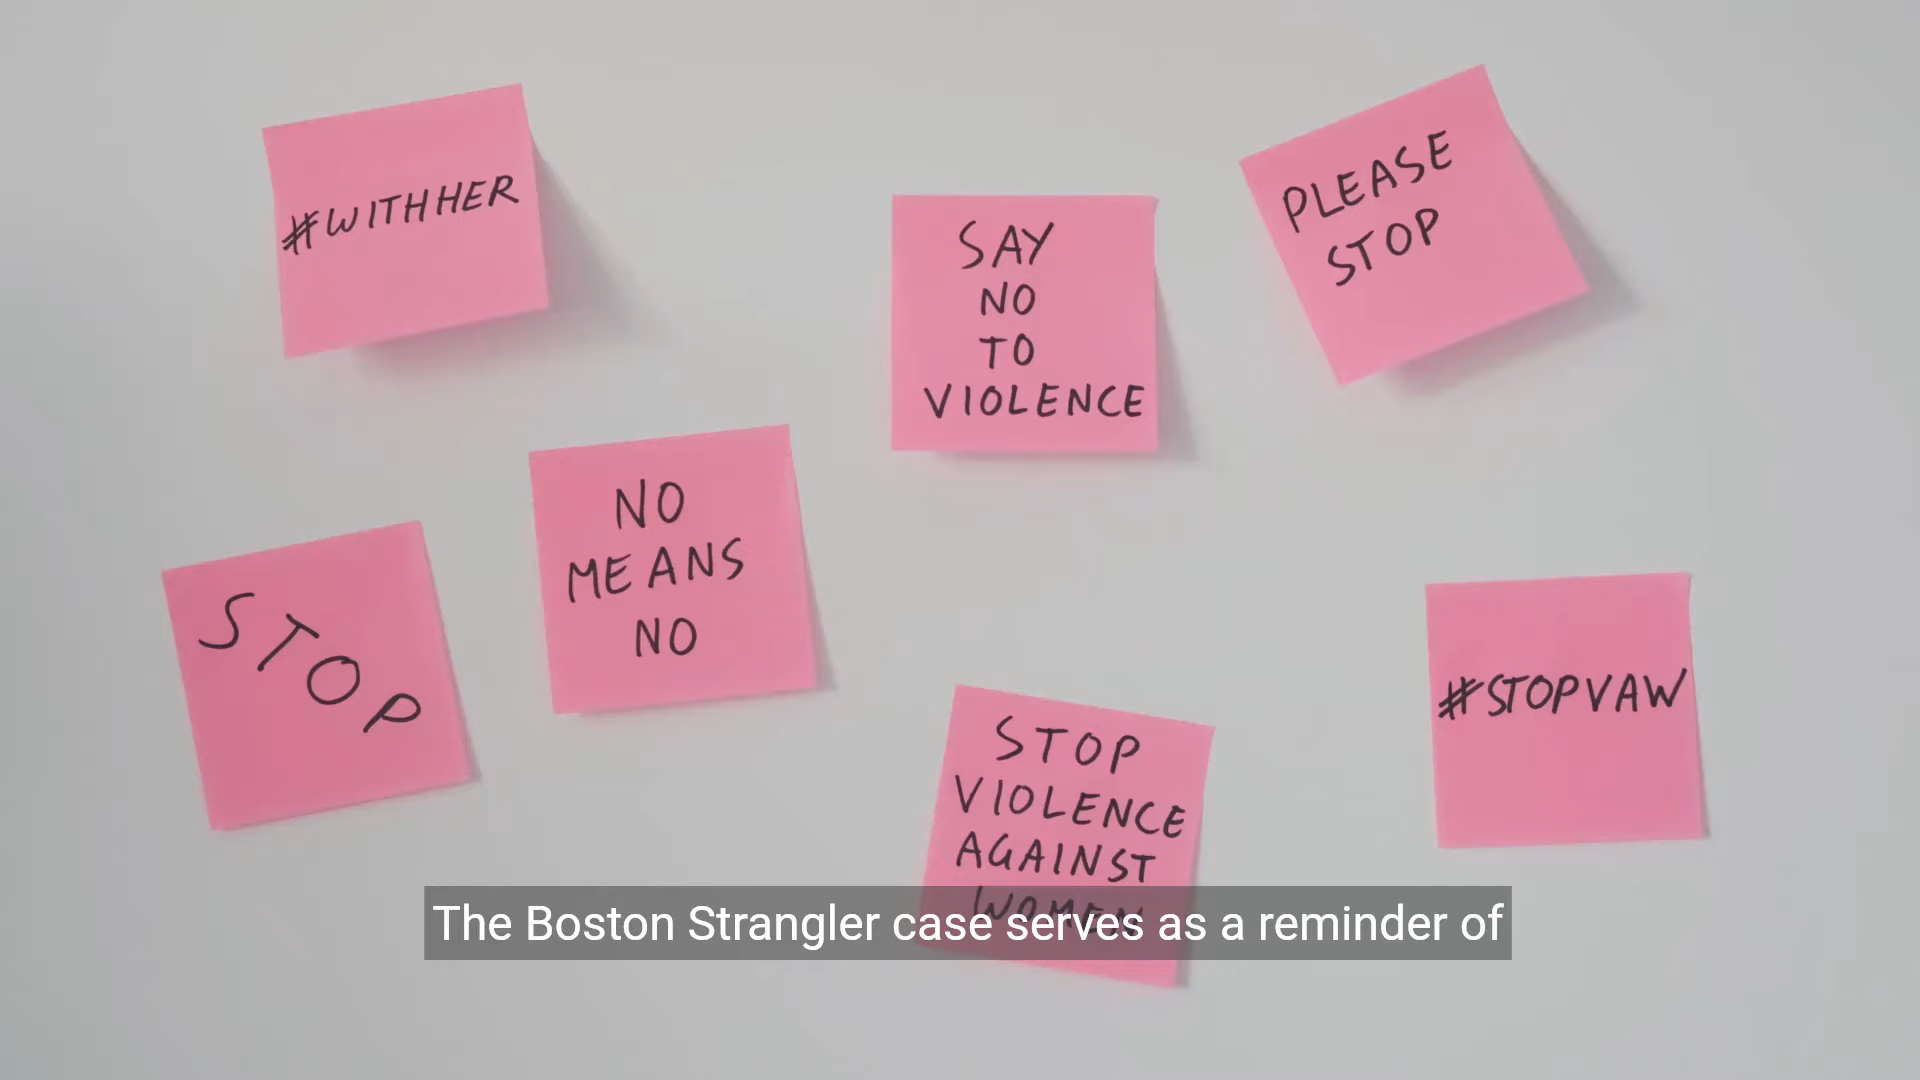 #WITHHER
SAY
NO
TO
VIOLENCE
PLEASE
STOP
STOP
NO
MEANS
NO
STOP
VIOLENCE
AGAINST
WOMEN
#STOPVAW
The Boston Strangler case serves as a reminder of